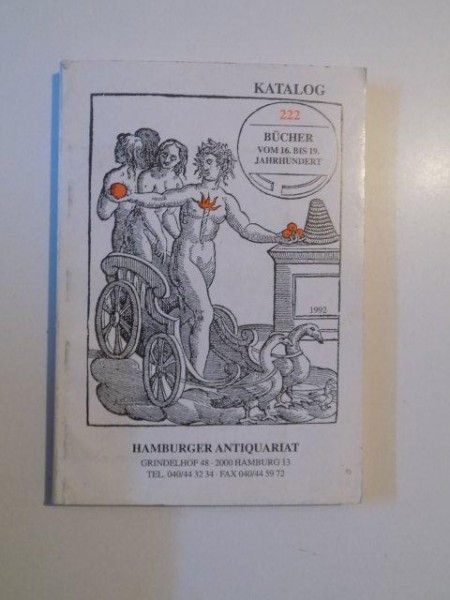 KATALOG
222
BÜCHER
VOM 16. BIS 19.
JAHRHUNDERT
1992
HAMBURGER ANTIQUARIAT
GRINDELHOF 48 · 2000 HAMBURG 13
TEL. 040/44 32 34 · FAX 040/44 59 72